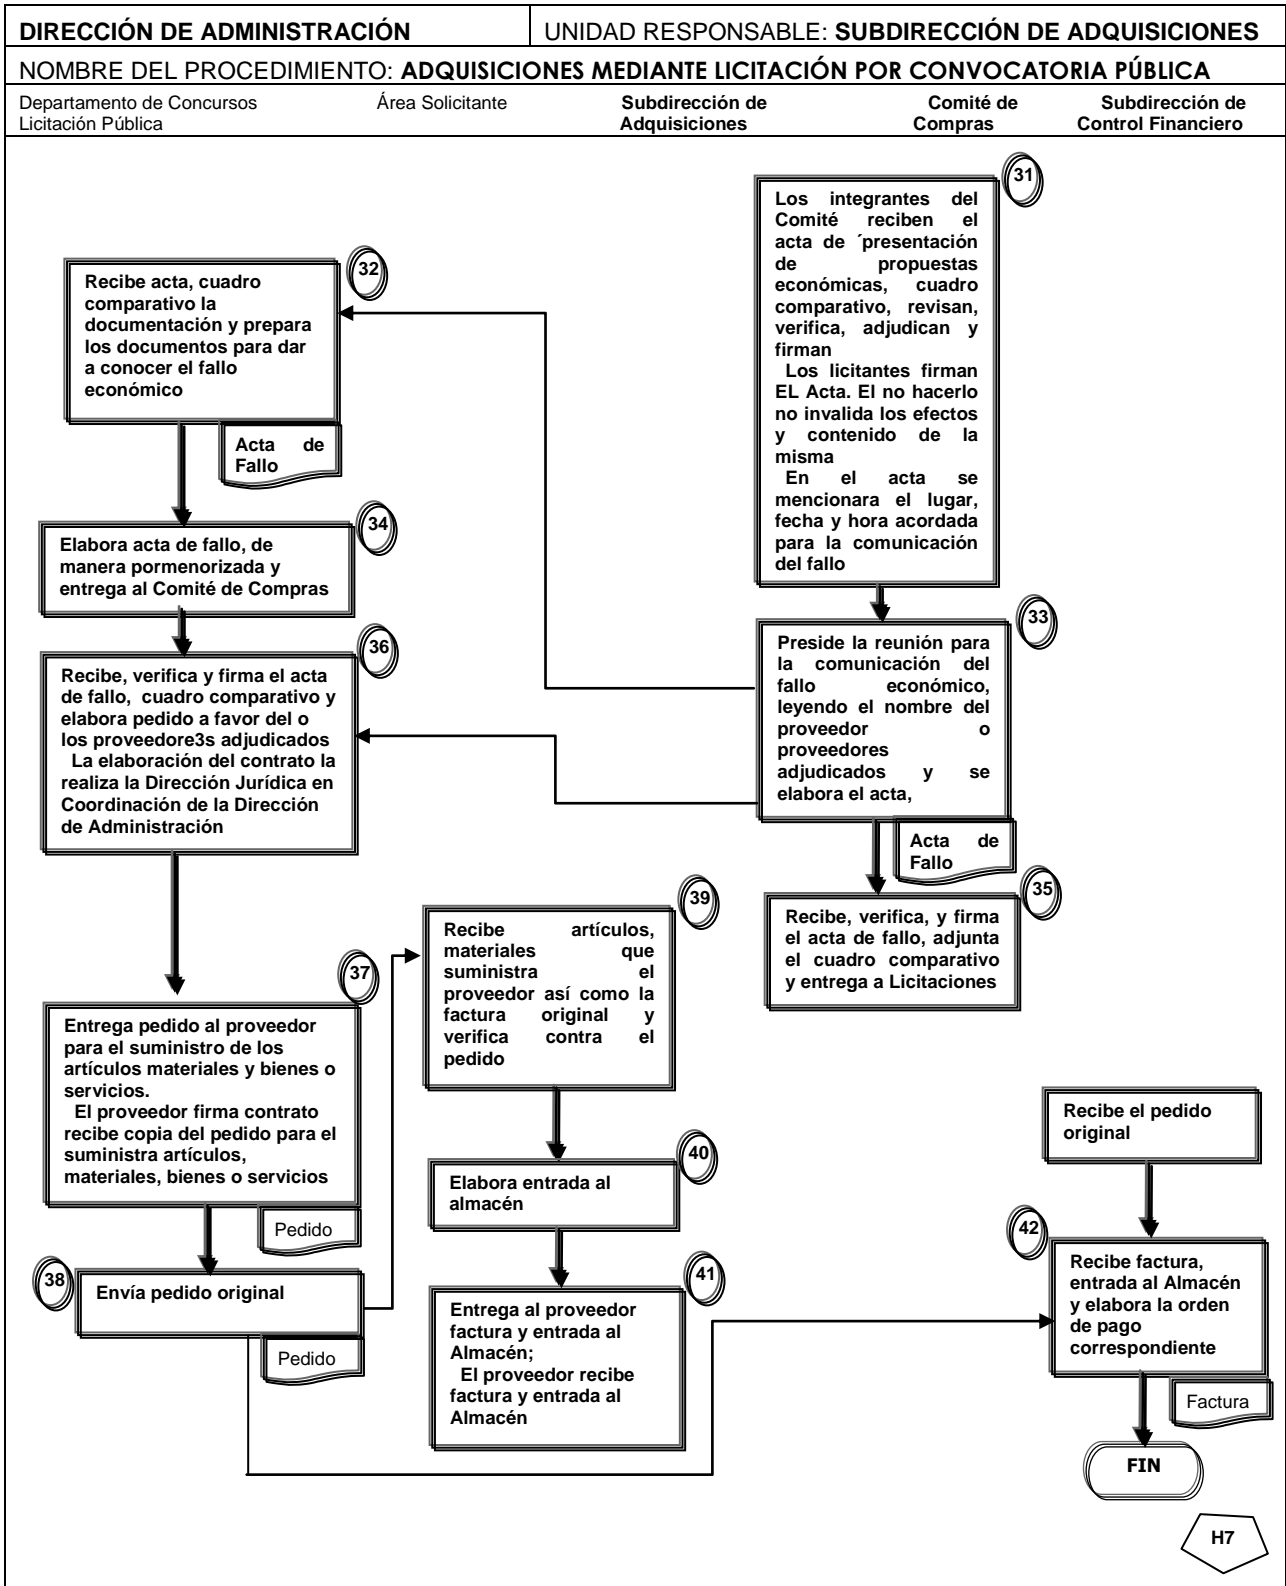 DIRECCIÓN DE ADMINISTRACIÓN
UNIDAD RESPONSABLE: SUBDIRECCIÓN DE ADQUISICIONES
NOMBRE DEL PROCEDIMIENTO: ADQUISICIONES MEDIANTE LICITACIÓN POR CONVOCATORIA PÚBLICA
Departamento de Concursos
Licitación Pública
Área Solicitante
Subdirección de
Adquisiciones
Comité de
Compras
Subdirección de
Control Financiero
31
Los integrantes del
Comité reciben el
acta de ´presentación
de propuestas
económicas, cuadro
comparativo, revisan,
verifica, adjudican y
firman
Los licitantes firman
EL Acta. El no hacerlo
no invalida los efectos
y contenido de la
misma
En el acta se
mencionara el lugar,
fecha y hora acordada
para la comunicación
del fallo
32
Recibe acta, cuadro
comparativo la
documentación y prepara
los documentos para dar
a conocer el fallo
económico
Acta de
Fallo
33
Preside la reunión para
la comunicación del
fallo económico,
leyendo el nombre del
proveedor o
proveedores
adjudicados y se
elabora el acta,
Acta de
Fallo
34
Elabora acta de fallo, de
manera pormenorizada y
entrega al Comité de Compras
35
Recibe, verifica, y firma
el acta de fallo, adjunta
el cuadro comparativo
y entrega a Licitaciones
36
Recibe, verifica y firma el acta
de fallo, cuadro comparativo y
elabora pedido a favor del o
los proveedore3s adjudicados
La elaboración del contrato la
realiza la Dirección Jurídica en
Coordinación de la Dirección
de Administración
37
Entrega pedido al proveedor
para el suministro de los
artículos materiales y bienes o
servicios.
El proveedor firma contrato
recibe copia del pedido para el
suministra artículos,
materiales, bienes o servicios
Pedido
38
Envía pedido original
Pedido
39
Recibe artículos,
materiales que
suministra el
proveedor así como la
factura original y
verifica contra el
pedido
40
Elabora entrada al
almacén
41
Entrega al proveedor
factura y entrada al
Almacén;
El proveedor recibe
factura y entrada al
Almacén
Recibe el pedido
original
42
Recibe factura,
entrada al Almacén
y elabora la orden
de pago
correspondiente
Factura
FIN
H7